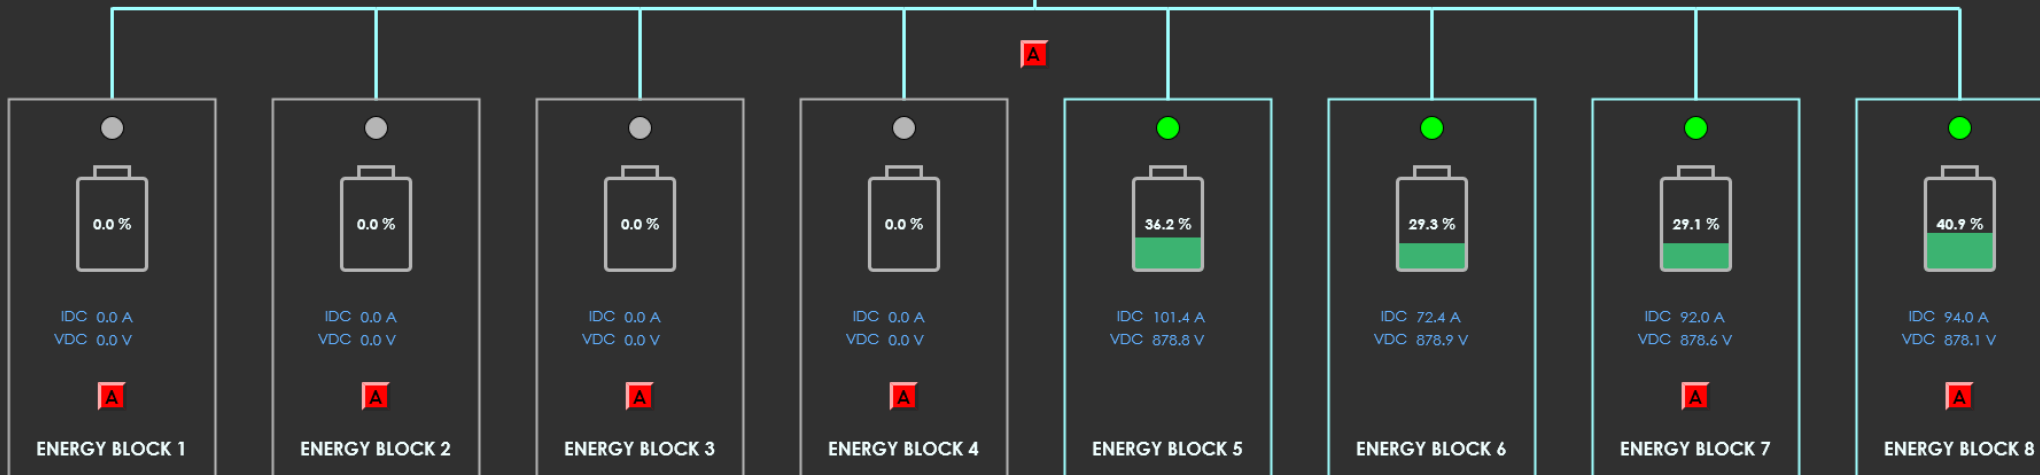 A
0.0 %
IDC 0.0 A
VDC 0.0 V
A
ENERGY BLOCK 1
0.0 %
IDC 0.0 A
VDC 0.0 V
A
ENERGY BLOCK 2
0.0 %
IDC 0.0 A
VDC 0.0 V
A
ENERGY BLOCK 3
0.0 %
IDC 0.0 A
VDC 0.0 V
A
ENERGY BLOCK 4
36.2 %
IDC 101.4 A
VDC 878.8 V
ENERGY BLOCK 5
29.3 %
IDC 72.4 A
VDC 878.9 V
ENERGY BLOCK 6
29.1 %
IDC 92.0 A
VDC 878.6 V
A
ENERGY BLOCK 7
40.9 %
IDC 94.0 A
VDC 878.1 V
A
ENERGY BLOCK 8